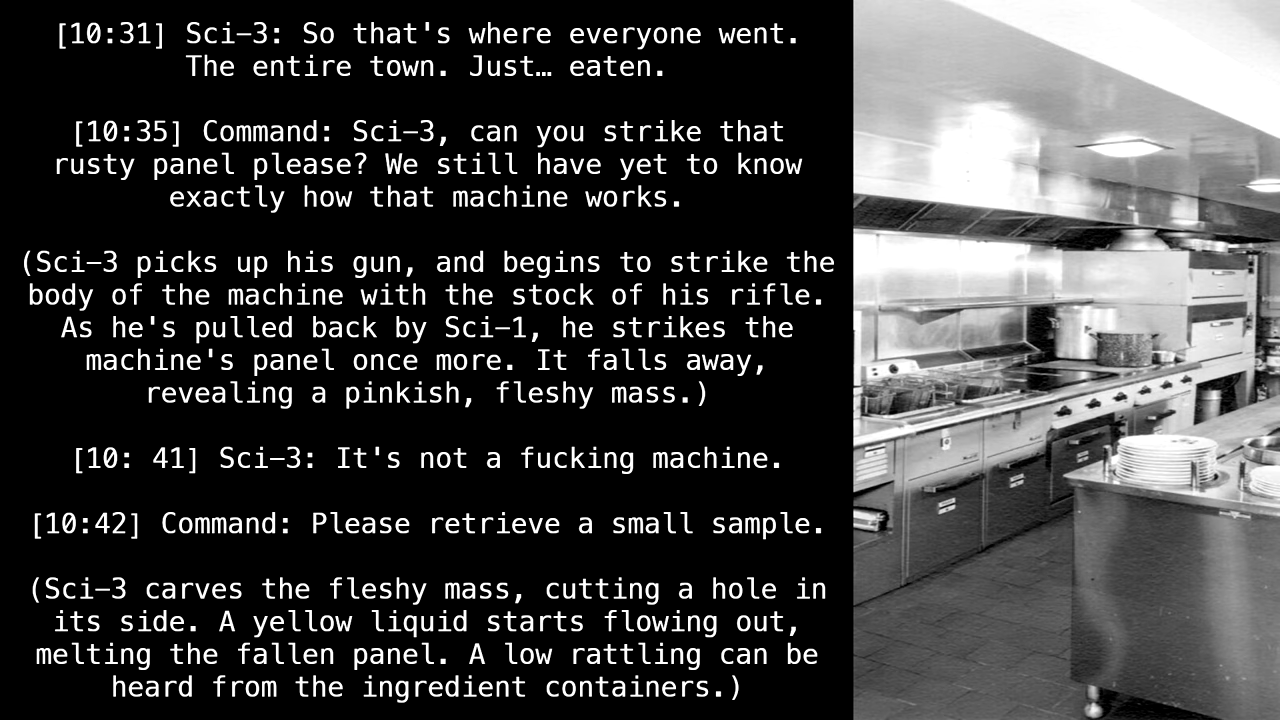 [10:31] Sci-3: So that's where everyone went.
The entire town. Just… eaten.
[10:35] Command: Sci-3, can you strike that
rusty panel please? We still have yet to know
exactly how that machine works.
(Sci-3 picks up his gun, and begins to strike the
body of the machine with the stock of his rifle.
As he's pulled back by Sci-1, he strikes the
machine's panel once more. It falls away,
revealing a pinkish, fleshy mass.)
[10: 41] Sci-3: It's not a fucking machine.
[10:42] Command: Please retrieve a small sample.
(Sci-3 carves the fleshy mass, cutting a hole in
its side. A yellow liquid starts flowing out,
melting the fallen panel. A low rattling can be
heard from the ingredient containers.)